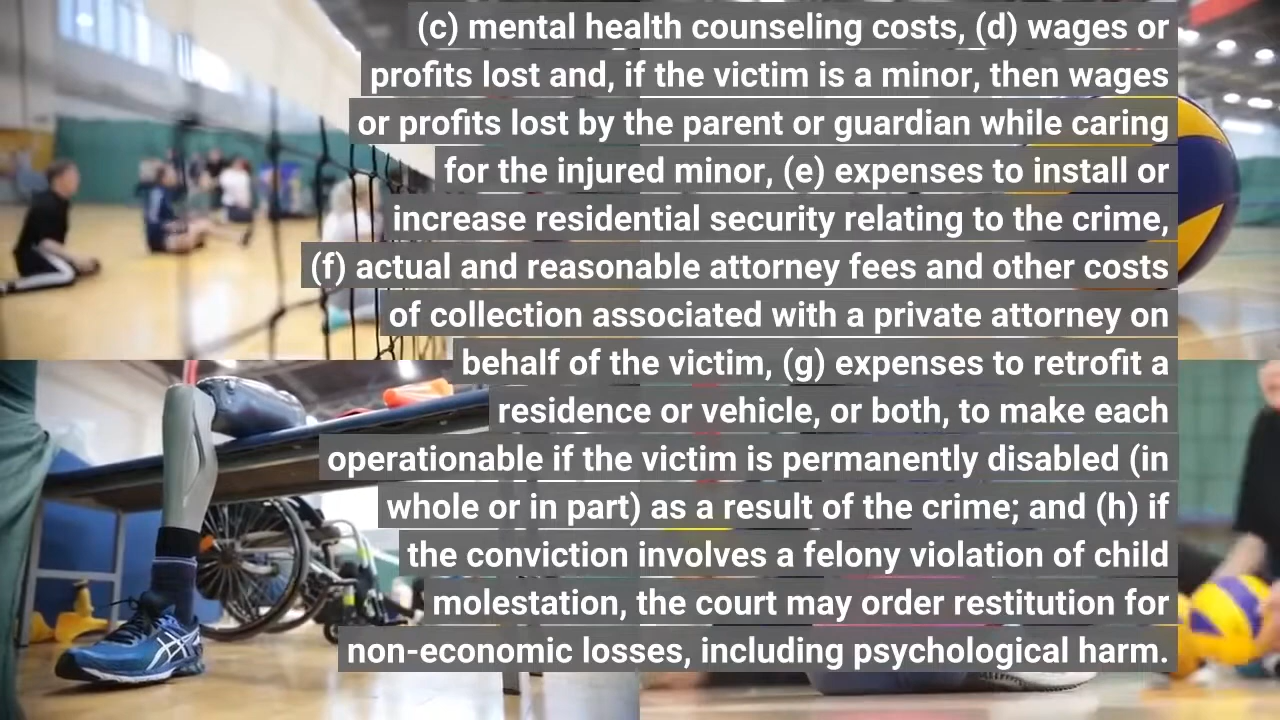 (c) mental health counseling costs, (d) wages or
profits lost and, if the victim is a minor, then wages
or profits lost by the parent or guardian while caring
for the injured minor, (e) expenses to install or
increase residential security relating to the crime,
(f) actual and reasonable attorney fees and other costs
of collection associated with a private attorney on
behalf of the victim, (g) expenses to retrofit a
residence or vehicle, or both, to make each
operationable if the victim is permanently disabled (in
whole or in part) as a result of the crime; and (h) if
the conviction involves a felony violation of child
molestation, the court may order restitution for
non-economic losses, including psychological harm.